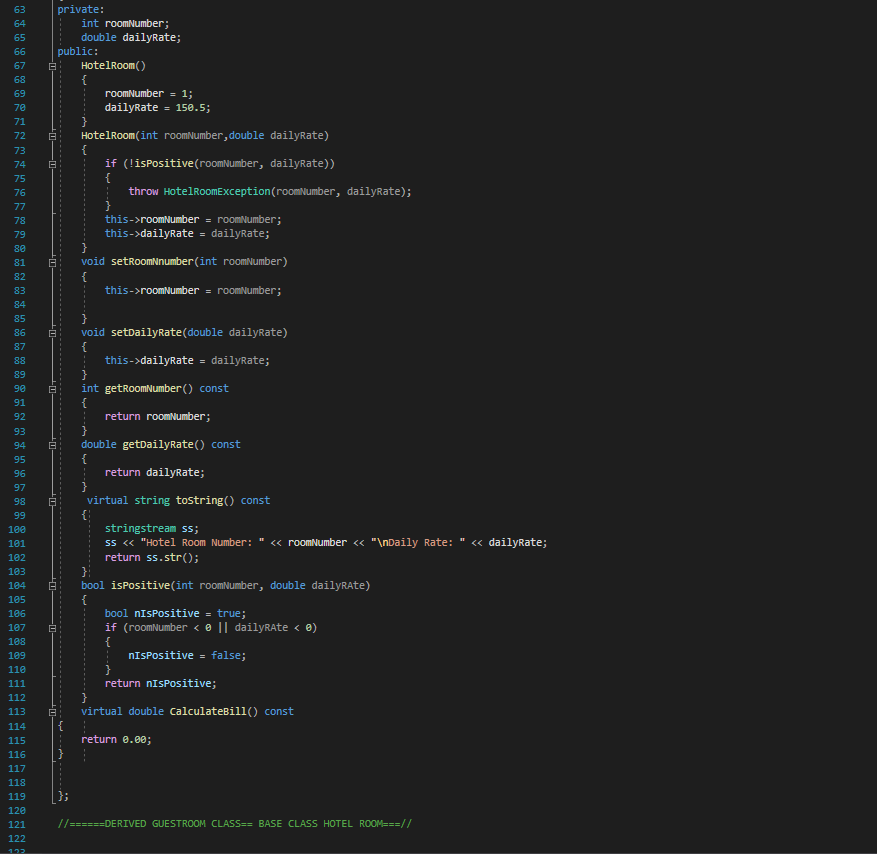 63 private:
64 int roomNumber;
65 double dailyRate;
66 public:
67 HotelRoom()
68 {
69 roomNumber = 1;
70 dailyRate = 150.5;
71 }
72 HotelRoom(int roomNumber,double dailyRate)
73 {
74 if (!isPositive(roomNumber, dailyRate))
75 {
76 throw HotelRoomException(roomNumber, dailyRate);
77 }
78 this->roomNumber = roomNumber;
79 this->dailyRate = dailyRate;
80 }
81 void setRoomNnumber(int roomNumber)
82 {
83 this->roomNumber = roomNumber;
84
85 }
86 void setDailyRate(double dailyRate)
87 {
88 this->dailyRate = dailyRate;
89 }
90 int getRoomNumber() const
91 {
92 return roomNumber;
93 }
94 double getDailyRate() const
95 {
96 return dailyRate;
97 }
98 virtual string toString() const
99 {
100 stringstream ss;
101 ss << "Hotel Room Number: " << roomNumber << "\nDaily Rate: " << dailyRate;
102 return ss.str();
103 }
104 bool isPositive(int roomNumber, double dailyRAte)
105 {
106 bool nIsPositive = true;
107 if (roomNumber < 0 || dailyRAte < 0)
108 {
109 nIsPositive = false;
110 }
111 return nIsPositive;
112 }
113 virtual double CalculateBill() const
114 {
115 return 0.00;
116 }
117
118
119 };
120
121 //======DERIVED GUESTROOM CLASS== BASE CLASS HOTEL ROOM===//
122
123